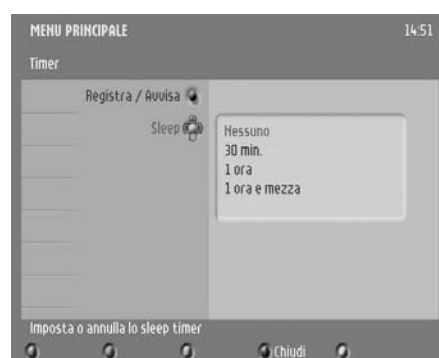 MENU PRINCIPALE 14:51
Timer
Registra / Avvisa
Sleep
Nessuno
30 min.
1 ora
1 ora e mezza
Imposta o annulla lo sleep timer
Chiudi